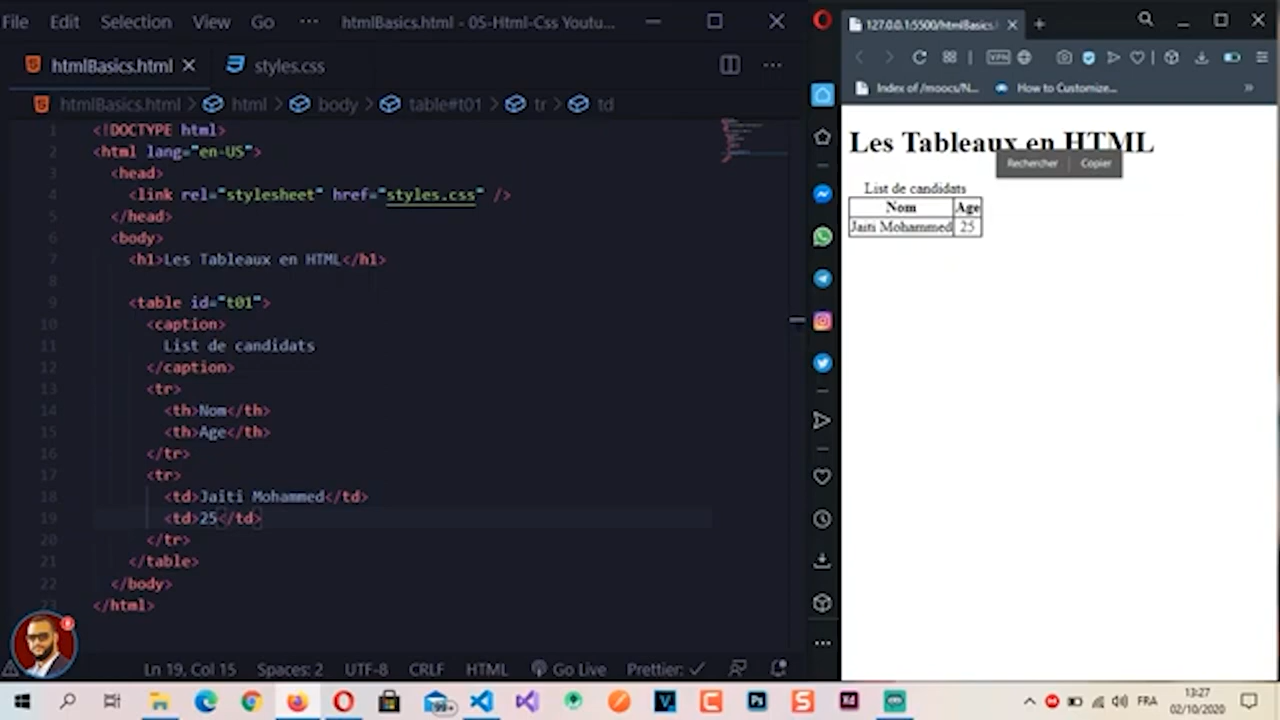 File Edit Selection View Go ··· htmlBasics.html - 05-Html-Css Youtu...
htmlBasics.html
styles.css
htmlBasics.html > html > body > table#t01 > tr > td
1 <!DOCTYPE html>
2 <html lang="en-US">
3 <head>
4 <link rel="stylesheet" href="styles.css" />
5 </head>
6 <body>
7 <h1>Les Tableaux en HTML</h1>
8
9 <table id="t01">
10 <caption>
11 List de candidats
12 </caption>
13 <tr>
14 <th>Nom</th>
15 <th>Age</th>
16 </tr>
17 <tr>
18 <td>Jaiti Mohammed</td>
19 <td>25</td>
20 </tr>
21 </table>
22 </body>
23 </html>
Ln 19, Col 15 Spaces: 2 UTF-8 CRLF HTML Go Live Prettier: ✓
127.0.0.1:5500/htmlBasics.
VPN
Index of /moocs/N... How to Customize... »
Les Tableaux en HTML
Rechercher Copier
List de candidats
Nom Age
Jaiti Mohammed 25
99+
FRA
13:27
02/10/2020